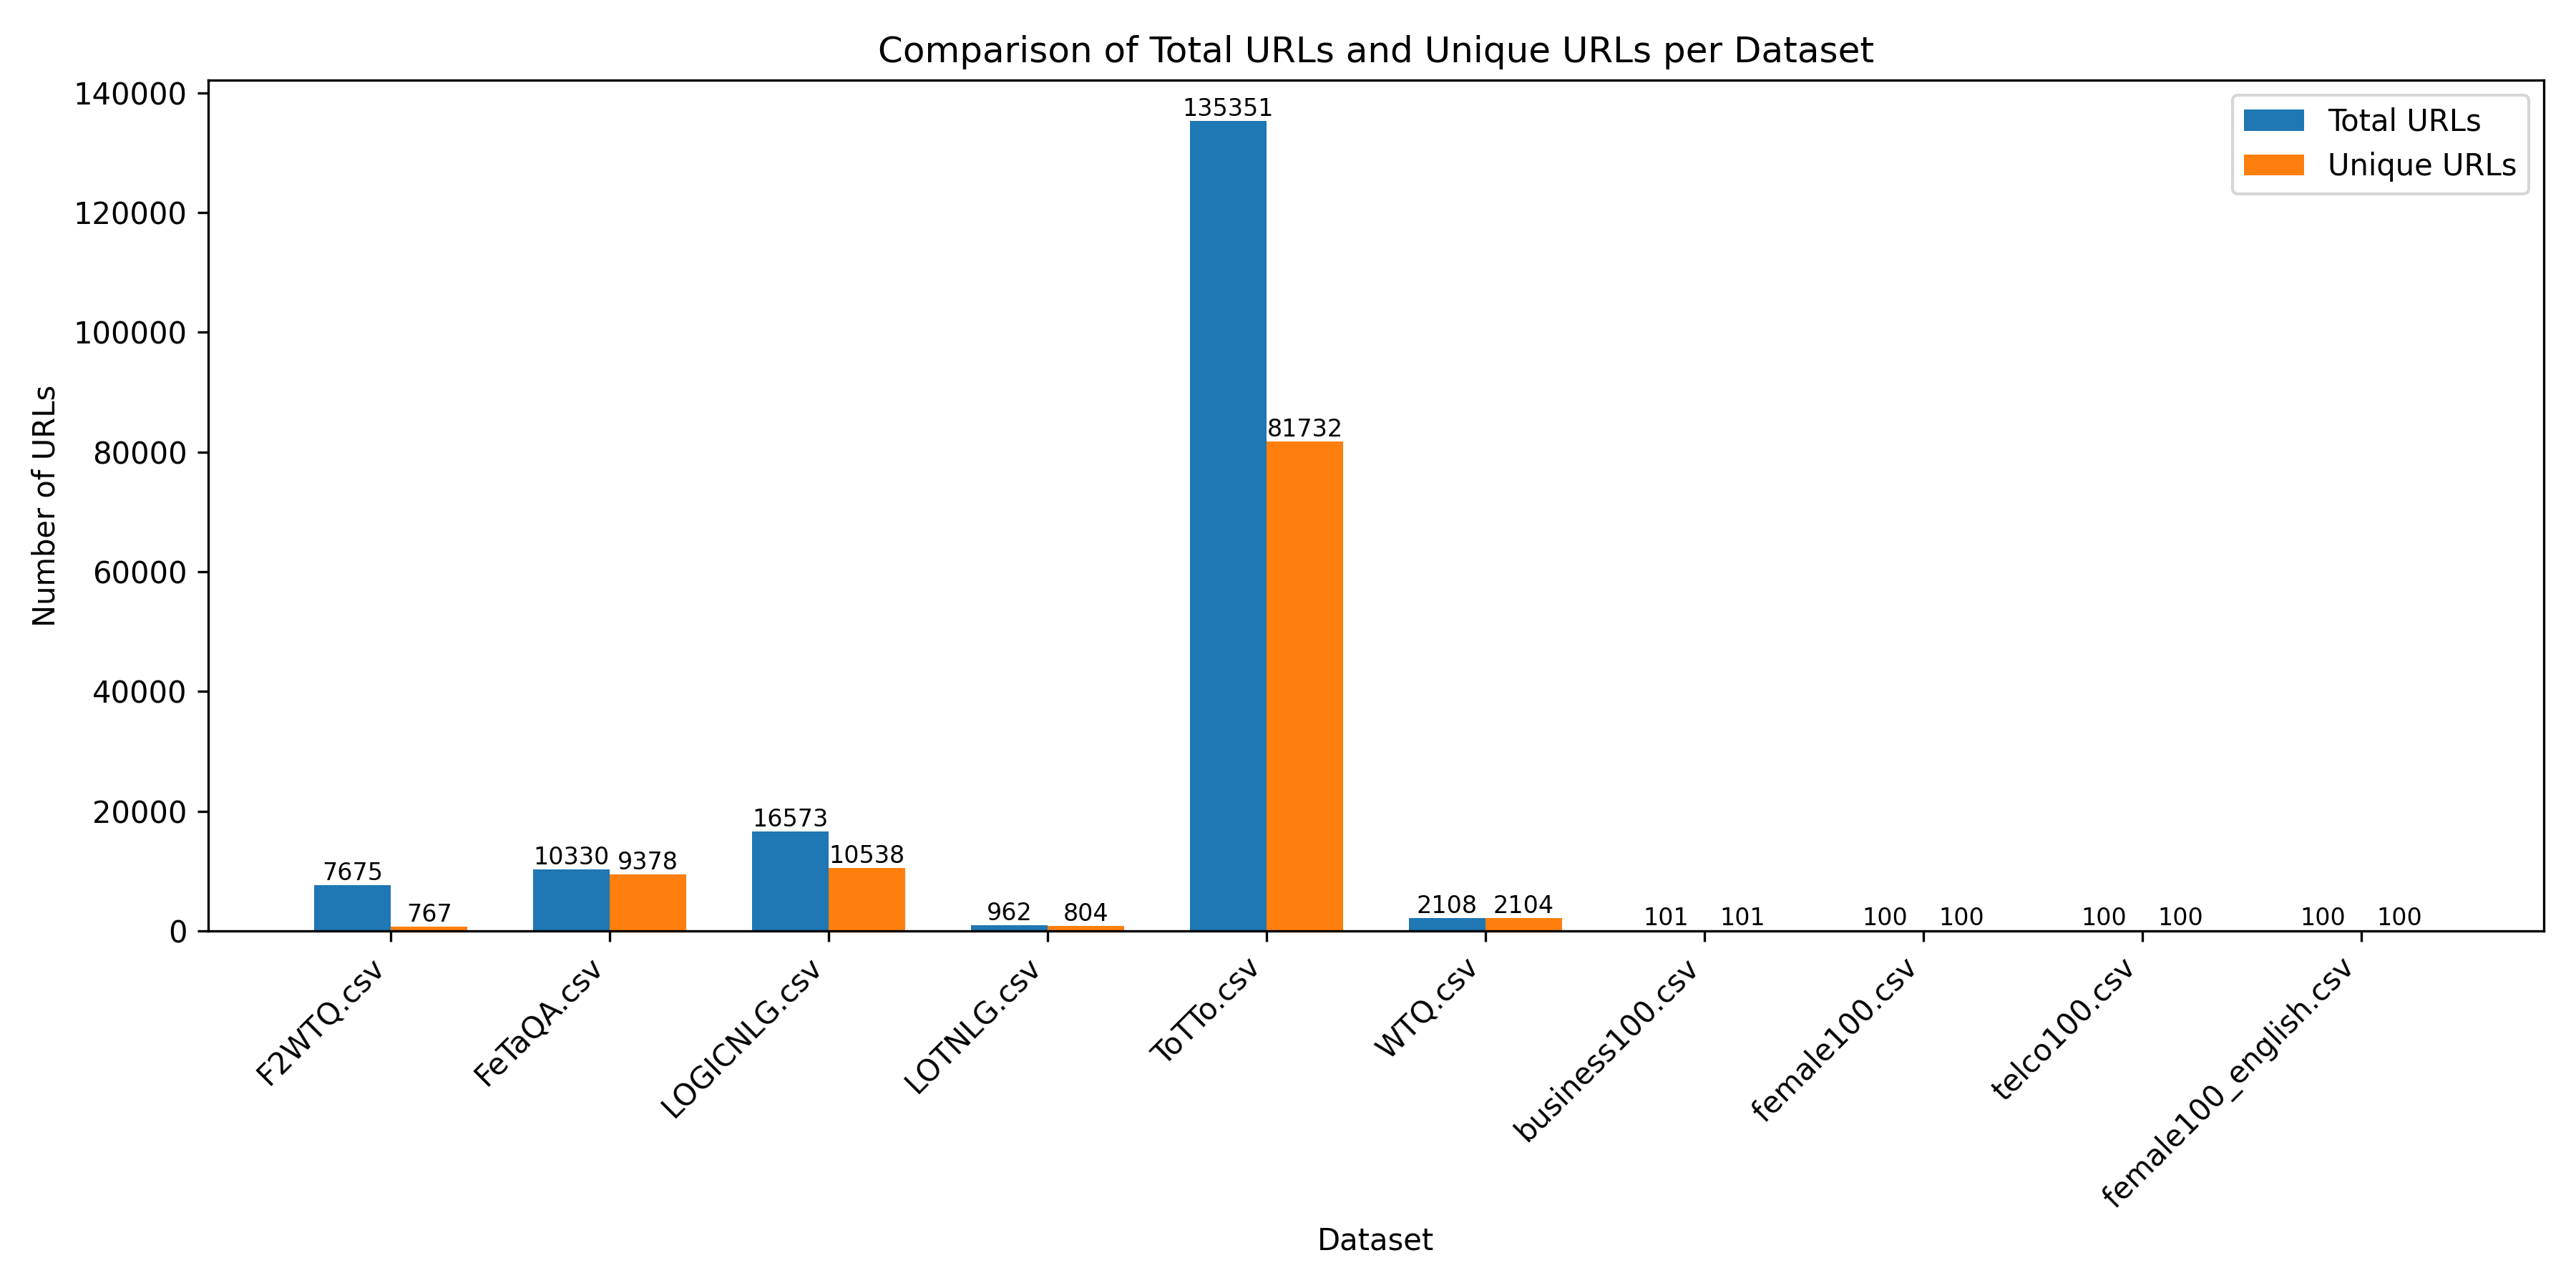 Comparison of Total URLs and Unique URLs per Dataset
Number of URLs
140000
120000
100000
80000
60000
40000
20000
0
Total URLs
Unique URLs
7675
767
10330
9378
16573
10538
962
804
135351
81732
2108
2104
101
101
100
100
100
100
100
100
F2WTQ.csv
FeTaQA.csv
LOGICNLG.csv
LOTNLG.csv
ToTTo.csv
WTQ.csv
business100.csv
female100.csv
telco100.csv
female100_english.csv
Dataset